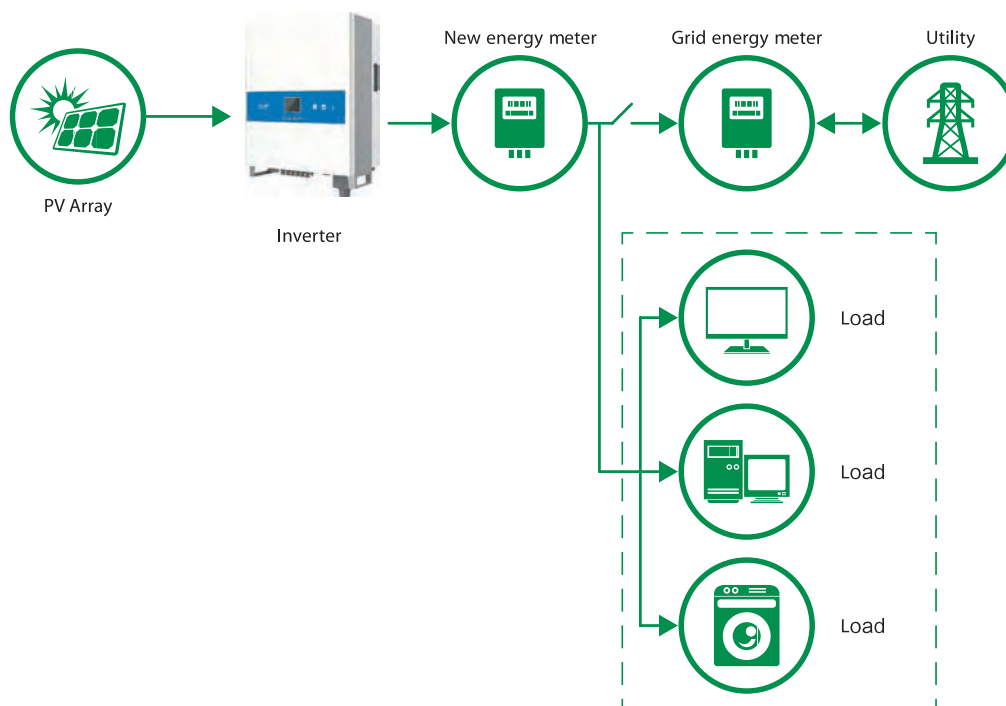 New energy meter
Grid energy meter
Utility
PV Array
Inverter
Load
Load
Load